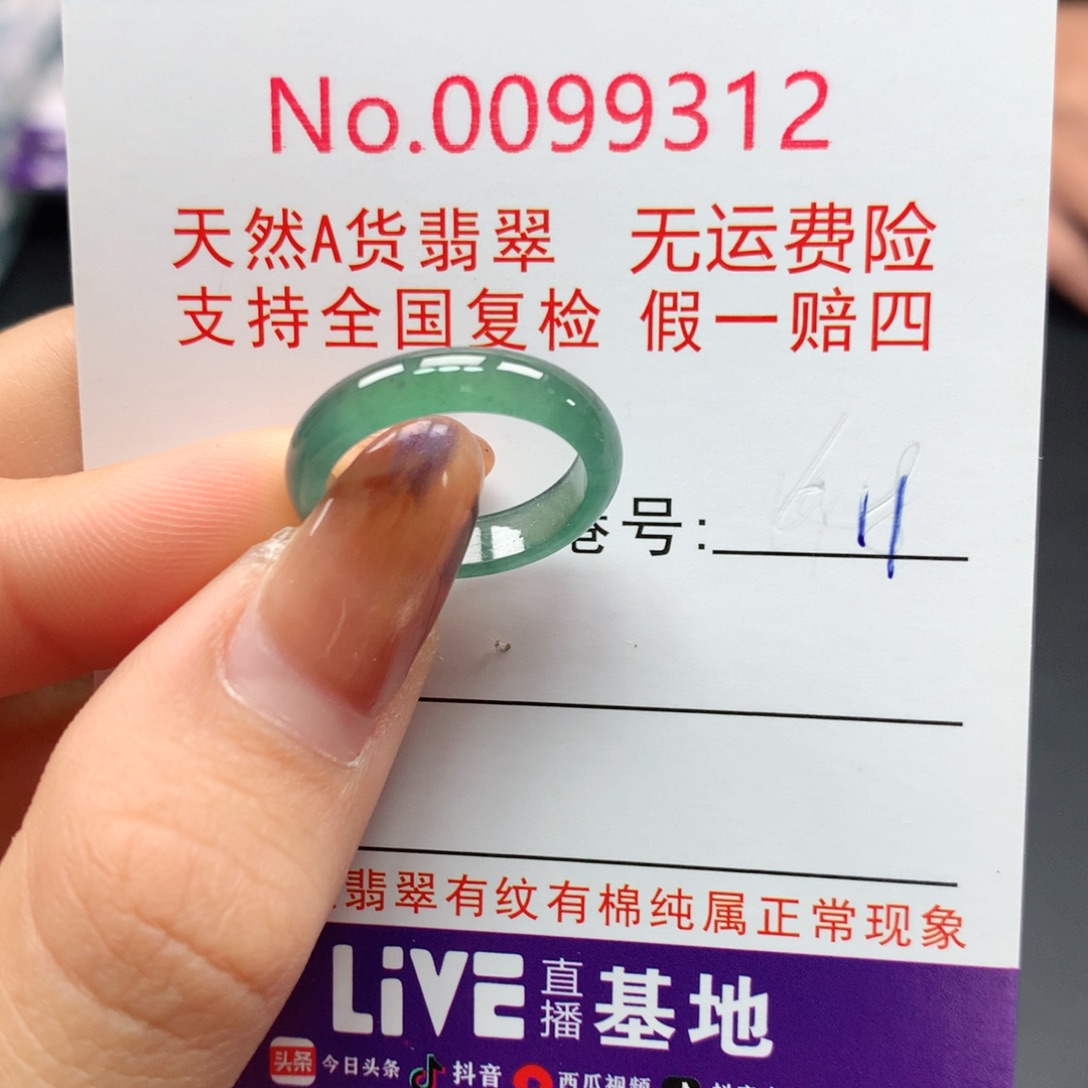 No.0099312
天然A货翡翠 无运费险
支持全国复检 假一赔四
号:
翡翠有纹有棉纯属正常现象
LiVE 直播 基地
头条 今日头条 抖音 西瓜视频